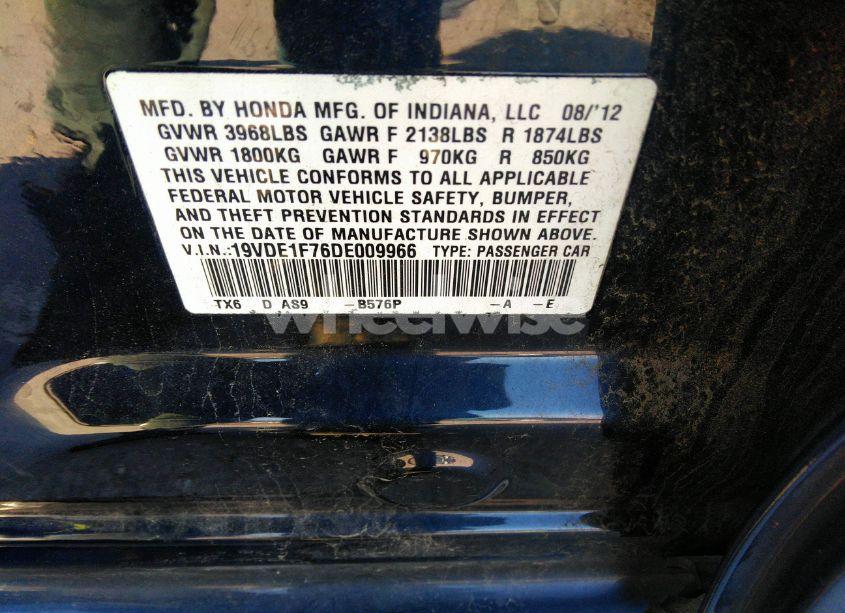 MFD. BY HONDA MFG. OF INDIANA, LLC 08/'12
GVWR 3968LBS GAWR F 2138LBS R 1874LBS
GVWR 1800KG GAWR F 970KG R 850KG
THIS VEHICLE CONFORMS TO ALL APPLICABLE
FEDERAL MOTOR VEHICLE SAFETY, BUMPER,
AND THEFT PREVENTION STANDARDS IN EFFECT
ON THE DATE OF MANUFACTURE SHOWN ABOVE.
V.I.N.:19VDE1F76DE009966 TYPE: PASSENGER CAR
TX6 D AS9 -B576P -A -E
wheelwise